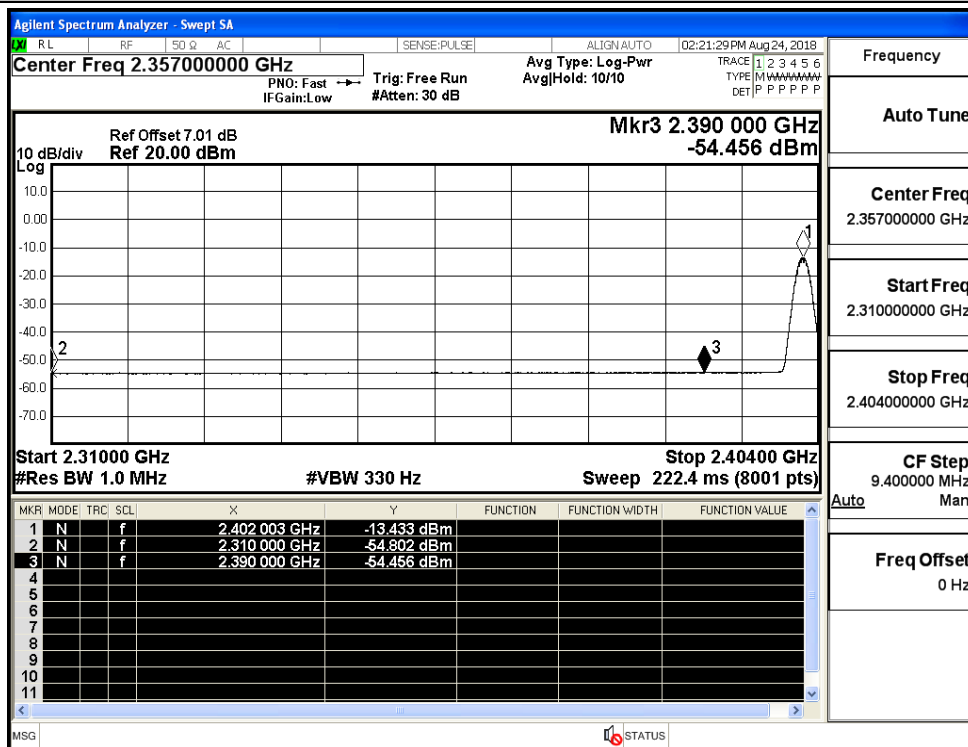 Agilent Spectrum Analyzer - Swept SA
LXI RL RF 50 Ω AC SENSE:PULSE ALIGN AUTO 02:21:29 PM Aug 24, 2018
Center Freq 2.357000000 GHz
PNO: Fast
IFGain:Low
Trig: Free Run
#Atten: 30 dB
Avg Type: Log-Pwr
Avg|Hold: 10/10
TRACE 1 2 3 4 5 6
TYPE M WWWWW
DET P P P P P P
Ref Offset 7.01 dB
10 dB/div Ref 20.00 dBm
Log
Mkr3 2.390 000 GHz
-54.456 dBm
10.0
0.00
-10.0
-20.0
-30.0
-40.0
-50.0
-60.0
-70.0
1
2
3
Start 2.31000 GHz Stop 2.40400 GHz
#Res BW 1.0 MHz #VBW 330 Hz Sweep 222.4 ms (8001 pts)
MKR MODE TRC SCL X Y FUNCTION FUNCTION WIDTH FUNCTION VALUE
1 N f 2.402 003 GHz -13.433 dBm
2 N f 2.310 000 GHz -54.802 dBm
3 N f 2.390 000 GHz -54.456 dBm
4
5
6
7
8
9
10
11
MSG STATUS
Frequency
Auto Tune
Center Freq
2.357000000 GHz
Start Freq
2.310000000 GHz
Stop Freq
2.404000000 GHz
CF Step
9.400000 MHz
Auto Man
Freq Offset
0 Hz